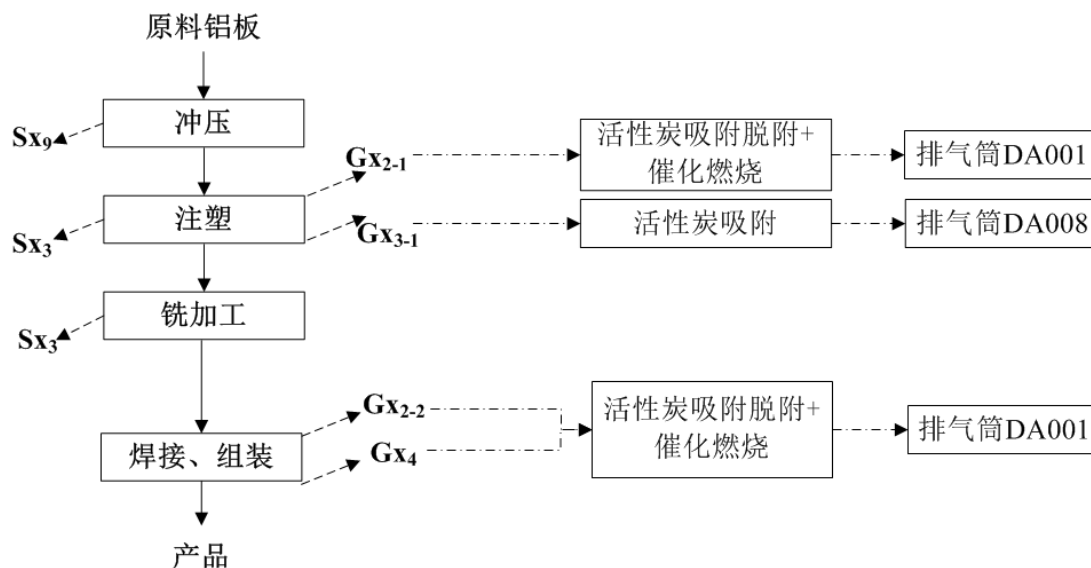 原料铝板
冲压
Sx9
Gx2-1
活性炭吸附脱附+
催化燃烧
排气筒DA001
注塑
Sx3
Gx3-1
活性炭吸附
排气筒DA008
铣加工
Sx3
Gx2-2
Gx4
活性炭吸附脱附+
催化燃烧
排气筒DA001
焊接、组装
产品